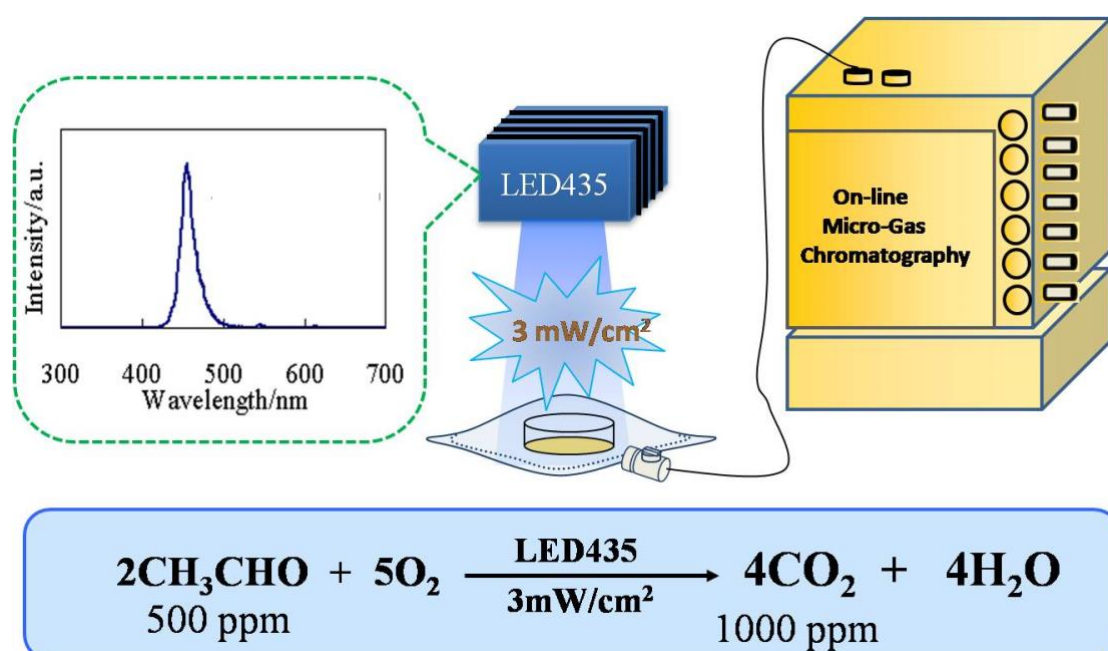 Intensity/a.u.
300 400 500 600 700
Wavelength/nm
LED435
3 mW/cm²
On-line
Micro-Gas
Chromatography
LED435
2CH₃CHO + 5O₂ → 4CO₂ + 4H₂O
3mW/cm²
500 ppm 1000 ppm